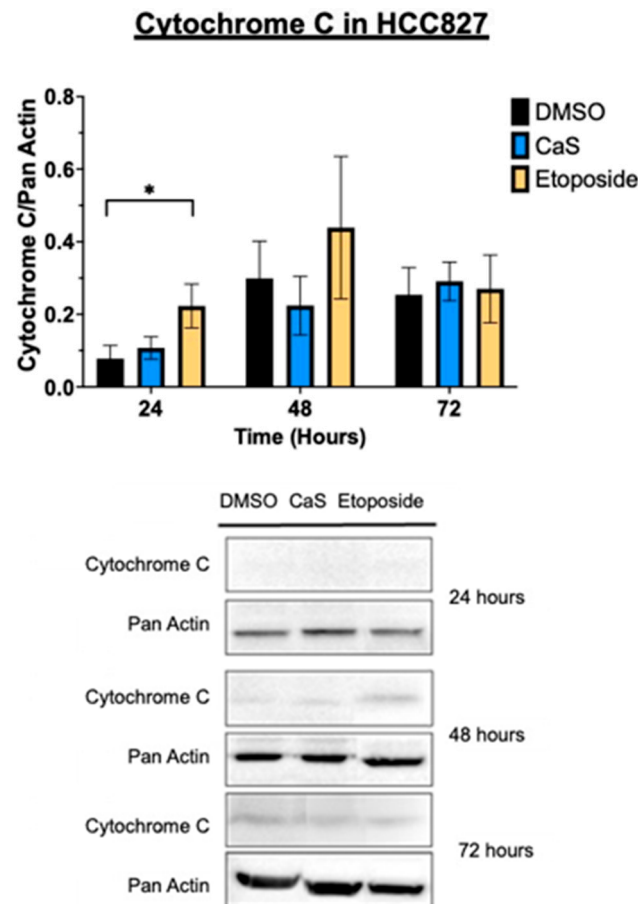 Cytochrome C in HCC827
Cytochrome C/Pan Actin
0.8
0.6
0.4
0.2
0.0
*
DMSO
CaS
Etoposide
24 48 72
Time (Hours)
DMSO CaS Etoposide
Cytochrome C
24 hours
Pan Actin
Cytochrome C
48 hours
Pan Actin
Cytochrome C
72 hours
Pan Actin